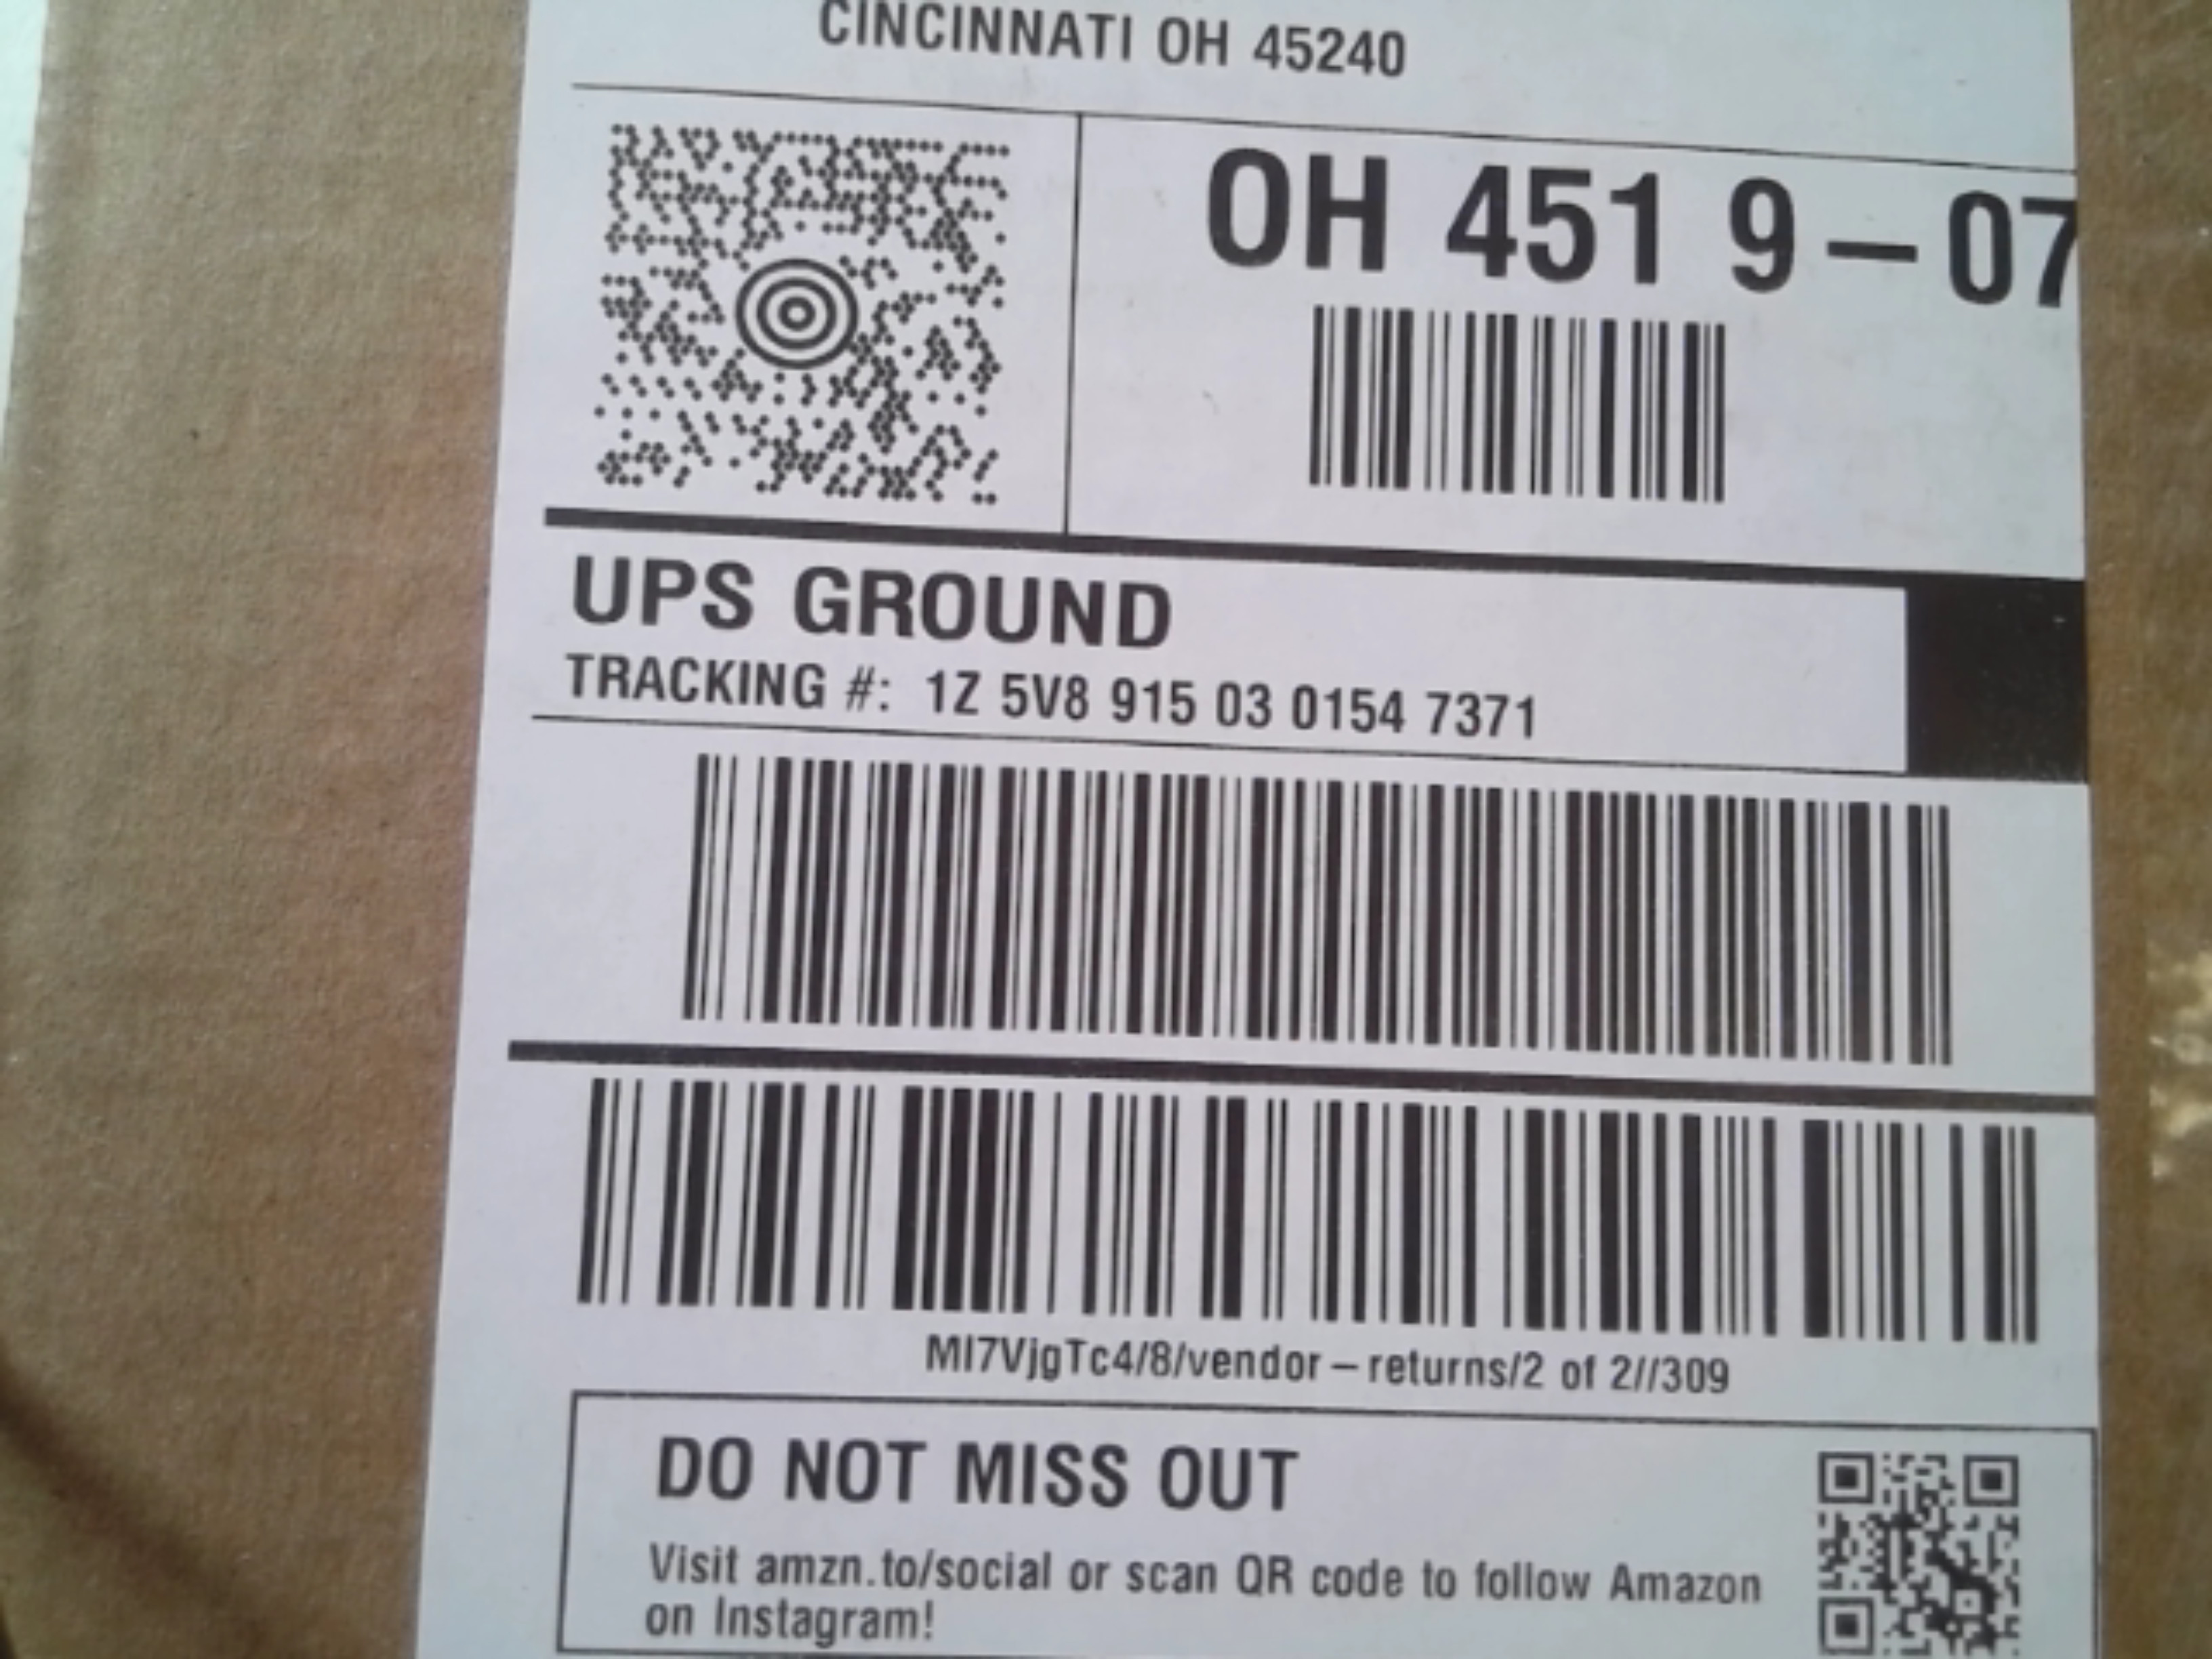 CINCINNATI OH 45240
OH 451 9-07
UPS GROUND
TRACKING #: 1Z 5V8 915 03 0154 7371
MI7VjgTc4/8/vendor-returns/2 of 2//309
DO NOT MISS OUT
Visit amzn.to/social or scan QR code to follow Amazon
on Instagram!